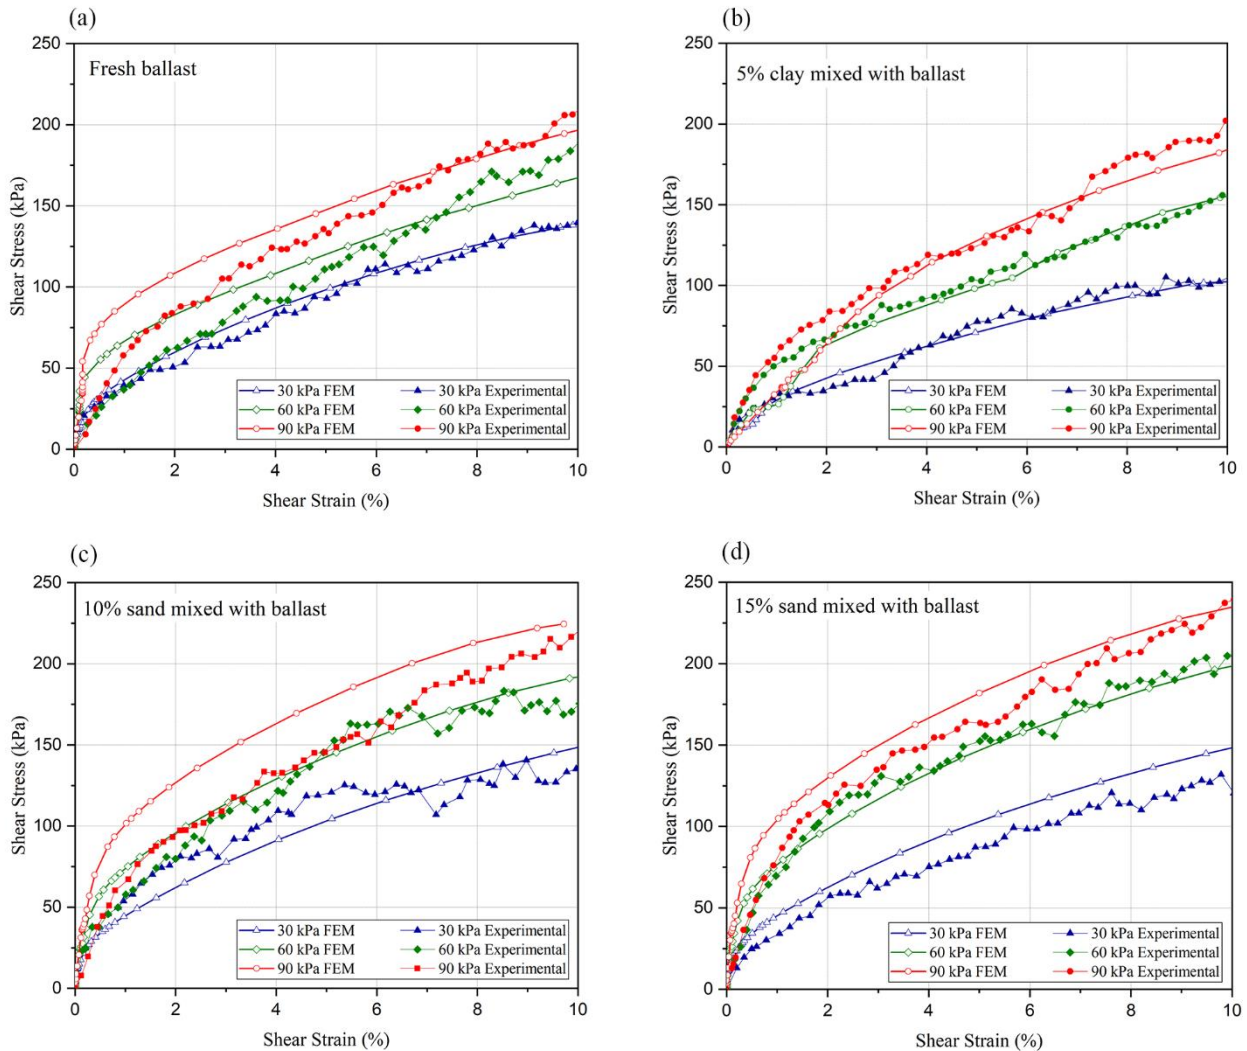 (a)
250
200
150
100
50
0
Shear Stress (kPa)
Fresh ballast
30 kPa FEM
60 kPa FEM
90 kPa FEM
30 kPa Experimental
60 kPa Experimental
90 kPa Experimental
0 2 4 6 8 10
Shear Strain (%)
(b)
250
200
150
100
50
0
Shear Stress (kPa)
5% clay mixed with ballast
30 kPa FEM
60 kPa FEM
90 kPa FEM
30 kPa Experimental
60 kPa Experimental
90 kPa Experimental
0 2 4 6 8 10
Shear Strain (%)
(c)
250
200
150
100
50
0
Shear Stress (kPa)
10% sand mixed with ballast
30 kPa FEM
60 kPa FEM
90 kPa FEM
30 kPa Experimental
60 kPa Experimental
90 kPa Experimental
0 2 4 6 8 10
Shear Strain (%)
(d)
250
200
150
100
50
0
Shear Stress (kPa)
15% sand mixed with ballast
30 kPa FEM
60 kPa FEM
90 kPa FEM
30 kPa Experimental
60 kPa Experimental
90 kPa Experimental
0 2 4 6 8 10
Shear Strain (%)